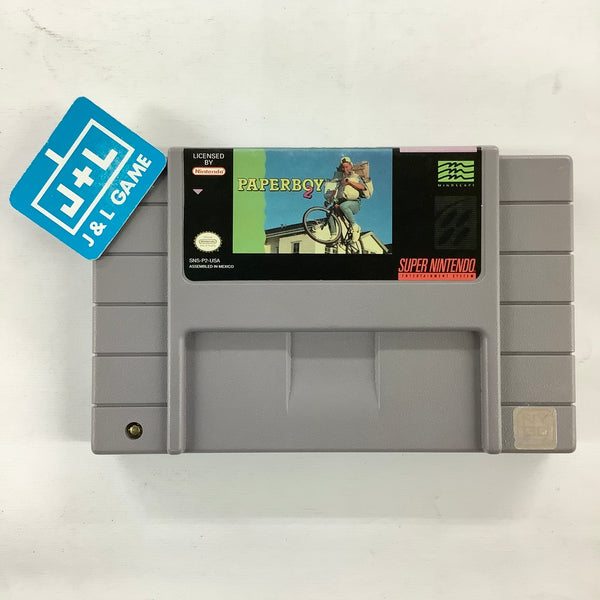 J+L
J & L GAME
LICENSED
BY
Nintendo
PAPERBOY
2
MINDSCAPE
SNS-P2-USA
ASSEMBLED IN MEXICO
SUPER NINTENDO
ENTERTAINMENT SYSTEM